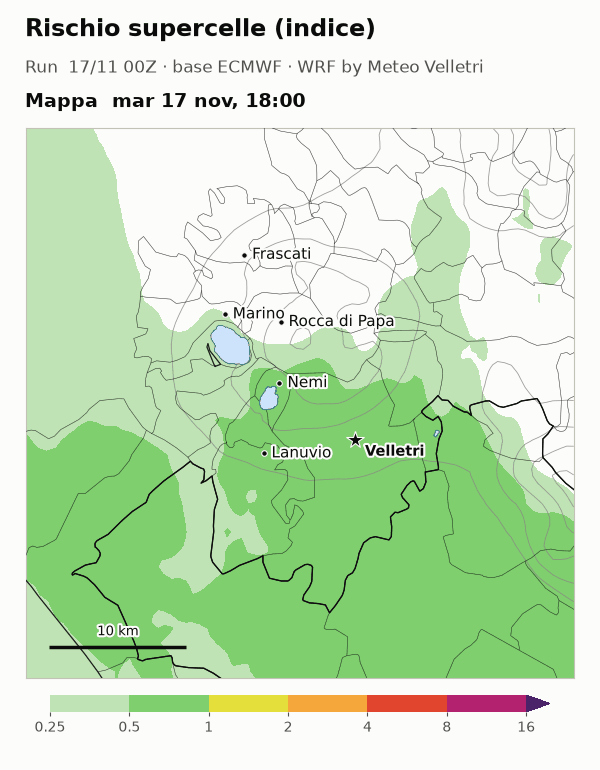 Rischio supercelle (indice)
Run 17/11 00Z · base ECMWF · WRF by Meteo Velletri
Mappa mar 17 nov, 18:00
Frascati
Marino
Rocca di Papa
Nemi
Velletri
Lanuvio
10 km
0.25 0.5 1 2 4 8 16